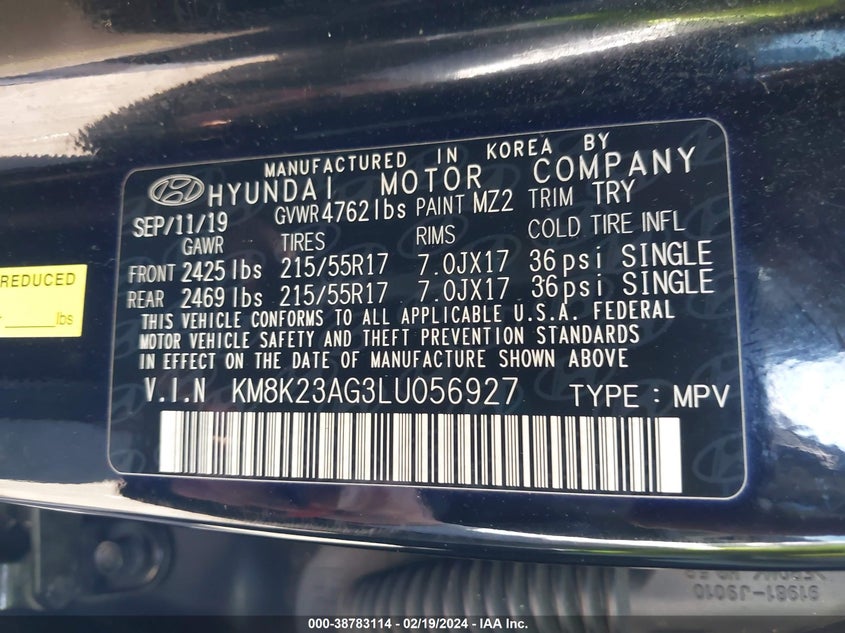 MANUFACTURED IN KOREA BY
HYUNDAI MOTOR COMPANY
SEP/11/19 GVWR 4762 lbs PAINT MZ2 TRIM TRY
GAWR TIRES RIMS COLD TIRE INFL
FRONT 2425 lbs 215/55R17 7.0JX17 36 psi SINGLE
REAR 2469 lbs 215/55R17 7.0JX17 36 psi SINGLE
THIS VEHICLE CONFORMS TO ALL APPLICABLE U.S.A. FEDERAL
MOTOR VEHICLE SAFETY AND THEFT PREVENTION STANDARDS
IN EFFECT ON THE DATE OF MANUFACTURE SHOWN ABOVE
V.I.N KM8K23AG3LU056927 TYPE : MPV
REDUCED
lbs
91981-J9010
000-38783114 - 02/19/2024 - IAA Inc.